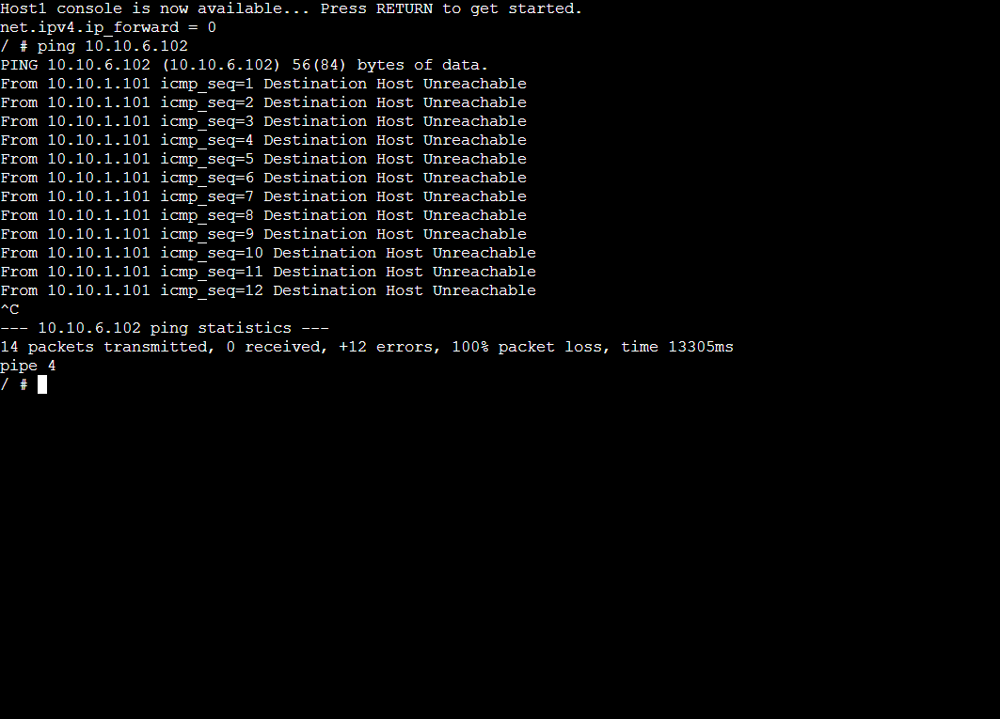 Host1 console is now available... Press RETURN to get started.
net.ipv4.ip_forward = 0
/ # ping 10.10.6.102
PING 10.10.6.102 (10.10.6.102) 56(84) bytes of data.
From 10.10.1.101 icmp_seq=1 Destination Host Unreachable
From 10.10.1.101 icmp_seq=2 Destination Host Unreachable
From 10.10.1.101 icmp_seq=3 Destination Host Unreachable
From 10.10.1.101 icmp_seq=4 Destination Host Unreachable
From 10.10.1.101 icmp_seq=5 Destination Host Unreachable
From 10.10.1.101 icmp_seq=6 Destination Host Unreachable
From 10.10.1.101 icmp_seq=7 Destination Host Unreachable
From 10.10.1.101 icmp_seq=8 Destination Host Unreachable
From 10.10.1.101 icmp_seq=9 Destination Host Unreachable
From 10.10.1.101 icmp_seq=10 Destination Host Unreachable
From 10.10.1.101 icmp_seq=11 Destination Host Unreachable
From 10.10.1.101 icmp_seq=12 Destination Host Unreachable
^C
--- 10.10.6.102 ping statistics ---
14 packets transmitted, 0 received, +12 errors, 100% packet loss, time 13305ms
pipe 4
/ #